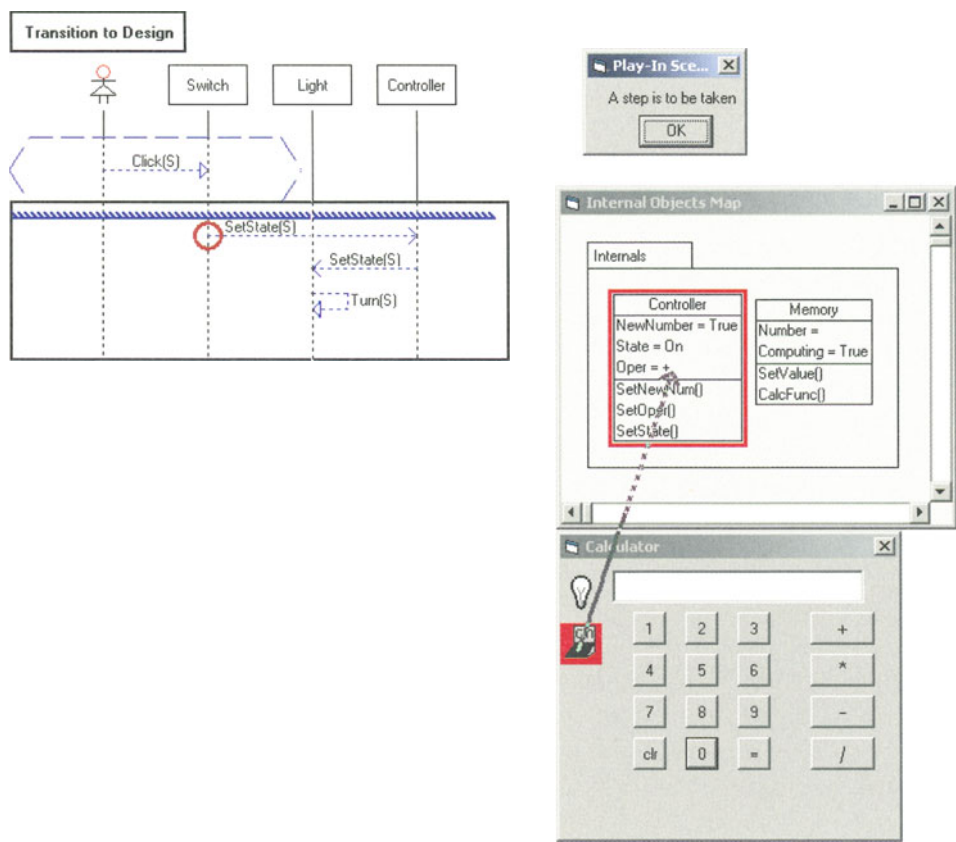 Transition to Design
Switch
Light
Controller
Click(S)
SetState(S)
SetState(S)
Turn(S)
Play-In Sce...
A step is to be taken
OK
Internal Objects Map
Internals
Controller
NewNumber = True
State = On
Oper = +
SetNewNum()
SetOper()
SetState()
Memory
Number =
Computing = True
SetValue()
CalcFunc()
Calculator
1 2 3 +
4 5 6 *
7 8 9 -
clr 0 = /